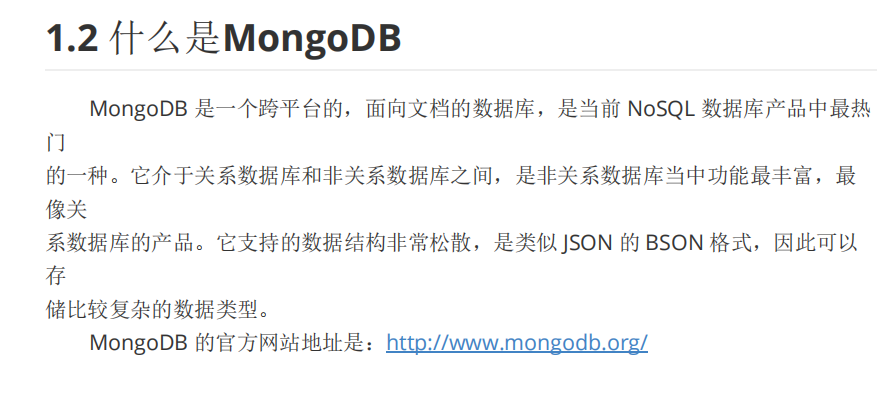 1.2 什么是MongoDB
MongoDB 是一个跨平台的，面向文档的数据库，是当前 NoSQL 数据库产品中最热
门
的一种。它介于关系数据库和非关系数据库之间，是非关系数据库当中功能最丰富，最
像关
系数据库的产品。它支持的数据结构非常松散，是类似 JSON 的 BSON 格式，因此可以
存
储比较复杂的数据类型。
MongoDB 的官方网站地址是：http://www.mongodb.org/